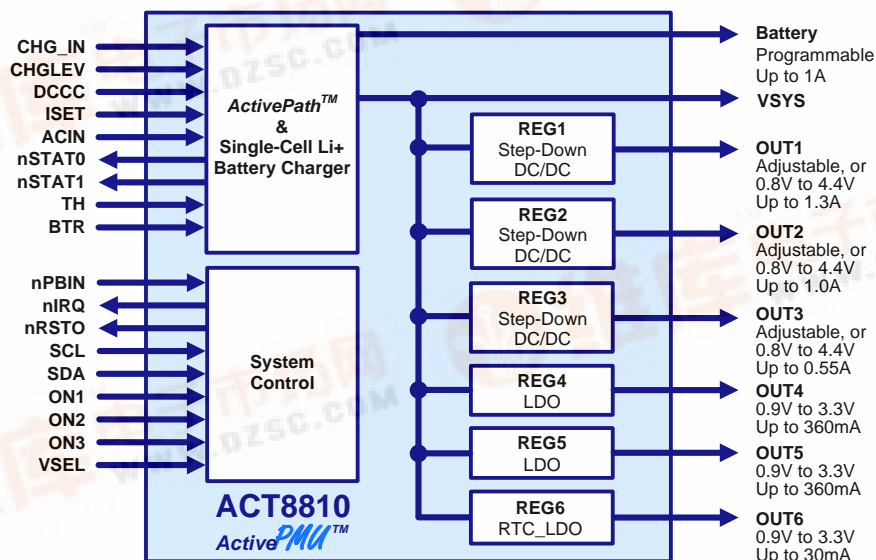 CHG_IN
CHGLEV
DCCC
ISET
ACIN
nSTAT0
nSTAT1
TH
BTR
ActivePath™
&
Single-Cell Li+
Battery Charger
nPBIN
nIRQ
nRSTO
SCL
SDA
ON1
ON2
ON3
VSEL
System
Control
ACT8810
ActivePMU™
REG1
Step-Down
DC/DC
REG2
Step-Down
DC/DC
REG3
Step-Down
DC/DC
REG4
LDO
REG5
LDO
REG6
RTC_LDO
Battery
Programmable
Up to 1A
VSYS
OUT1
Adjustable, or
0.8V to 4.4V
Up to 1.3A
OUT2
Adjustable, or
0.8V to 4.4V
Up to 1.0A
OUT3
Adjustable, or
0.8V to 4.4V
Up to 0.55A
OUT4
0.9V to 3.3V
Up to 360mA
OUT5
0.9V to 3.3V
Up to 360mA
OUT6
0.9V to 3.3V
Up to 30mA
WWW.DZSC.COM
WWW.DZSC.COM